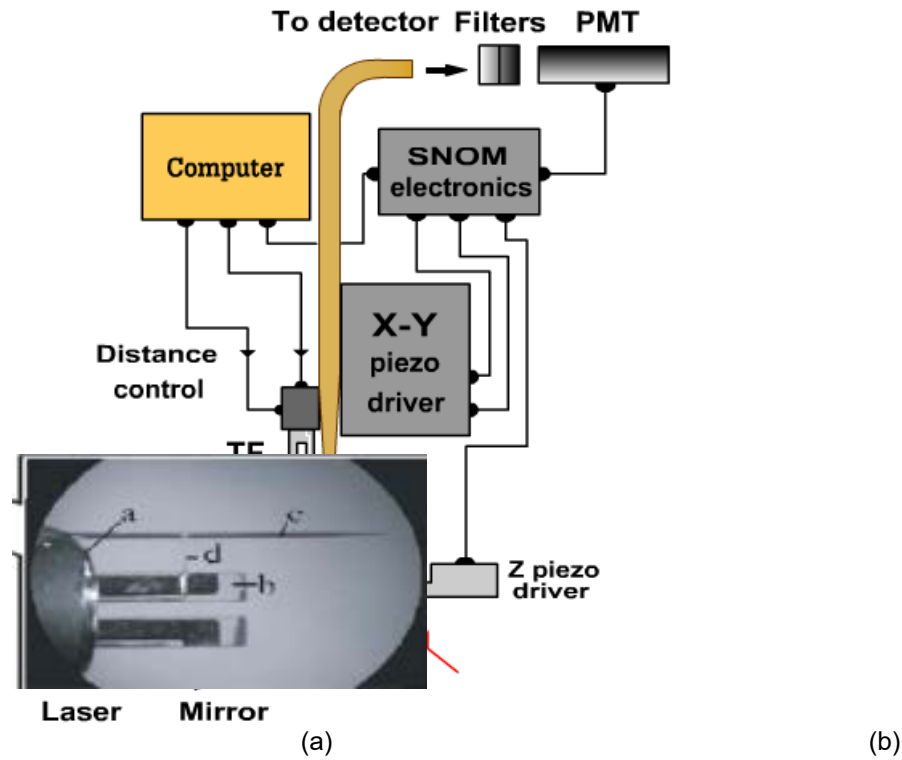 To detector Filters PMT
Computer
SNOM
electronics
X-Y
piezo
driver
Distance
control
TF
a
c
d
b
Z piezo
driver
Laser Mirror
(a) (b)